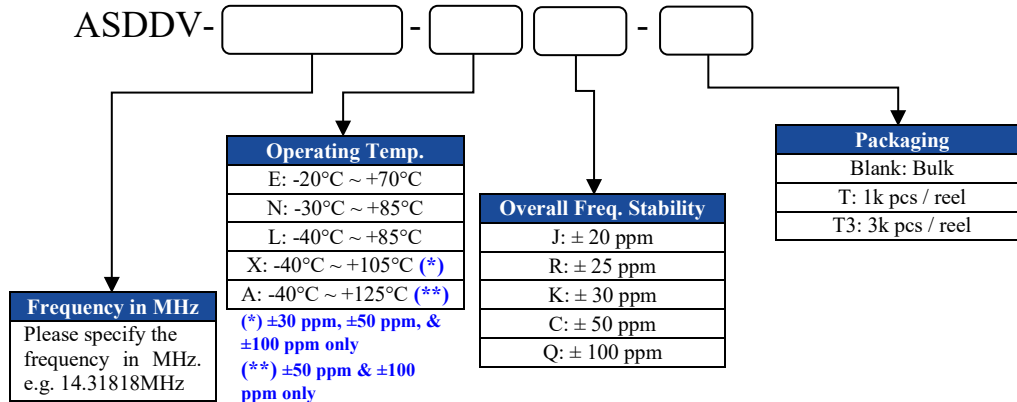 ASDDV- - -
Operating Temp.
E: -20°C ~ +70°C
N: -30°C ~ +85°C
L: -40°C ~ +85°C
X: -40°C ~ +105°C (*)
A: -40°C ~ +125°C (**)
(*) ±30 ppm, ±50 ppm, &
±100 ppm only
(**) ±50 ppm & ±100
ppm only
Frequency in MHz
Please specify the
frequency in MHz.
e.g. 14.31818MHz
Overall Freq. Stability
J: ± 20 ppm
R: ± 25 ppm
K: ± 30 ppm
C: ± 50 ppm
Q: ± 100 ppm
Packaging
Blank: Bulk
T: 1k pcs / reel
T3: 3k pcs / reel